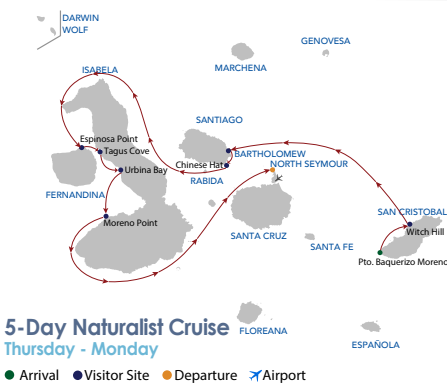 DARWIN
WOLF
GENOVESA
MARCHENA
ISABELA
SANTIAGO
Espinosa Point
Tagus Cove
BARTHOLOMEW
Chinese Hat
NORTH SEYMOUR
Urbina Bay
RABIDA
FERNANDINA
Moreno Point
SAN CRISTOBAL
Witch Hill
SANTA CRUZ
SANTA FE
Pto. Baquerizo Moreno
FLOREANA
ESPAÑOLA
5-Day Naturalist Cruise
Thursday - Monday
Arrival Visitor Site Departure Airport